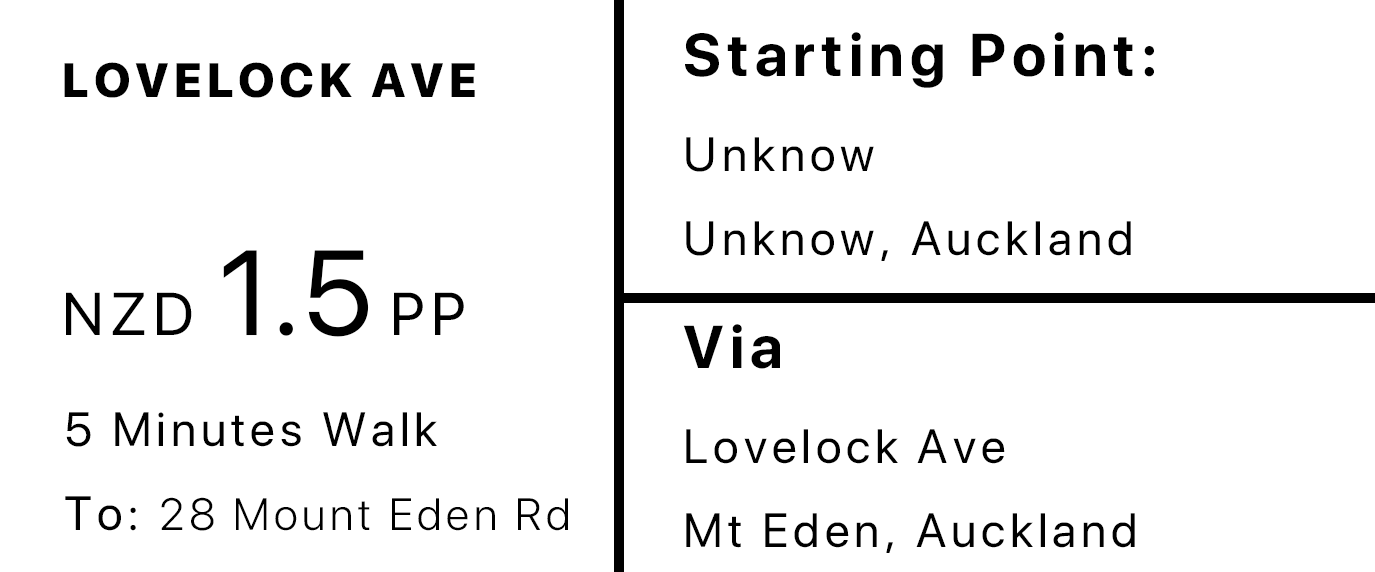 LOVELOCK AVE
NZD 1.5 PP
5 Minutes Walk
To: 28 Mount Eden Rd
Starting Point:
Unknow
Unknow, Auckland
Via
Lovelock Ave
Mt Eden, Auckland